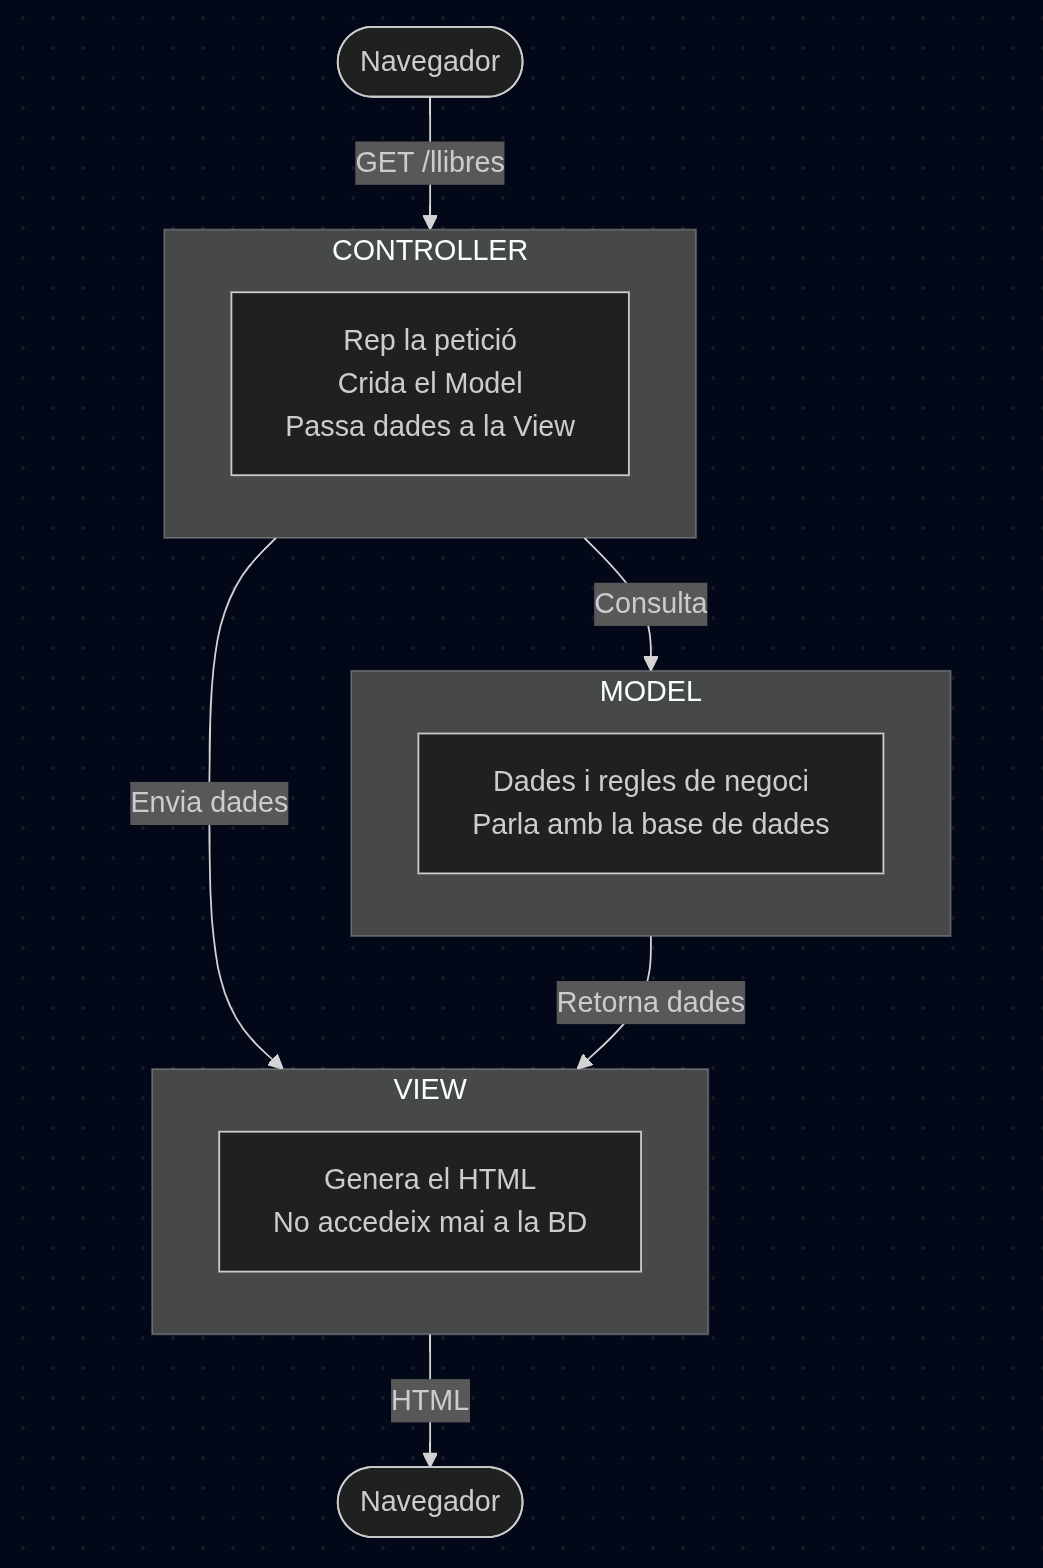 Navegador
GET /llibres
CONTROLLER
Rep la petició
Crida el Model
Passa dades a la View
Consulta
MODEL
Dades i regles de negoci
Parla amb la base de dades
Envia dades
Retorna dades
VIEW
Genera el HTML
No accedeix mai a la BD
HTML
Navegador